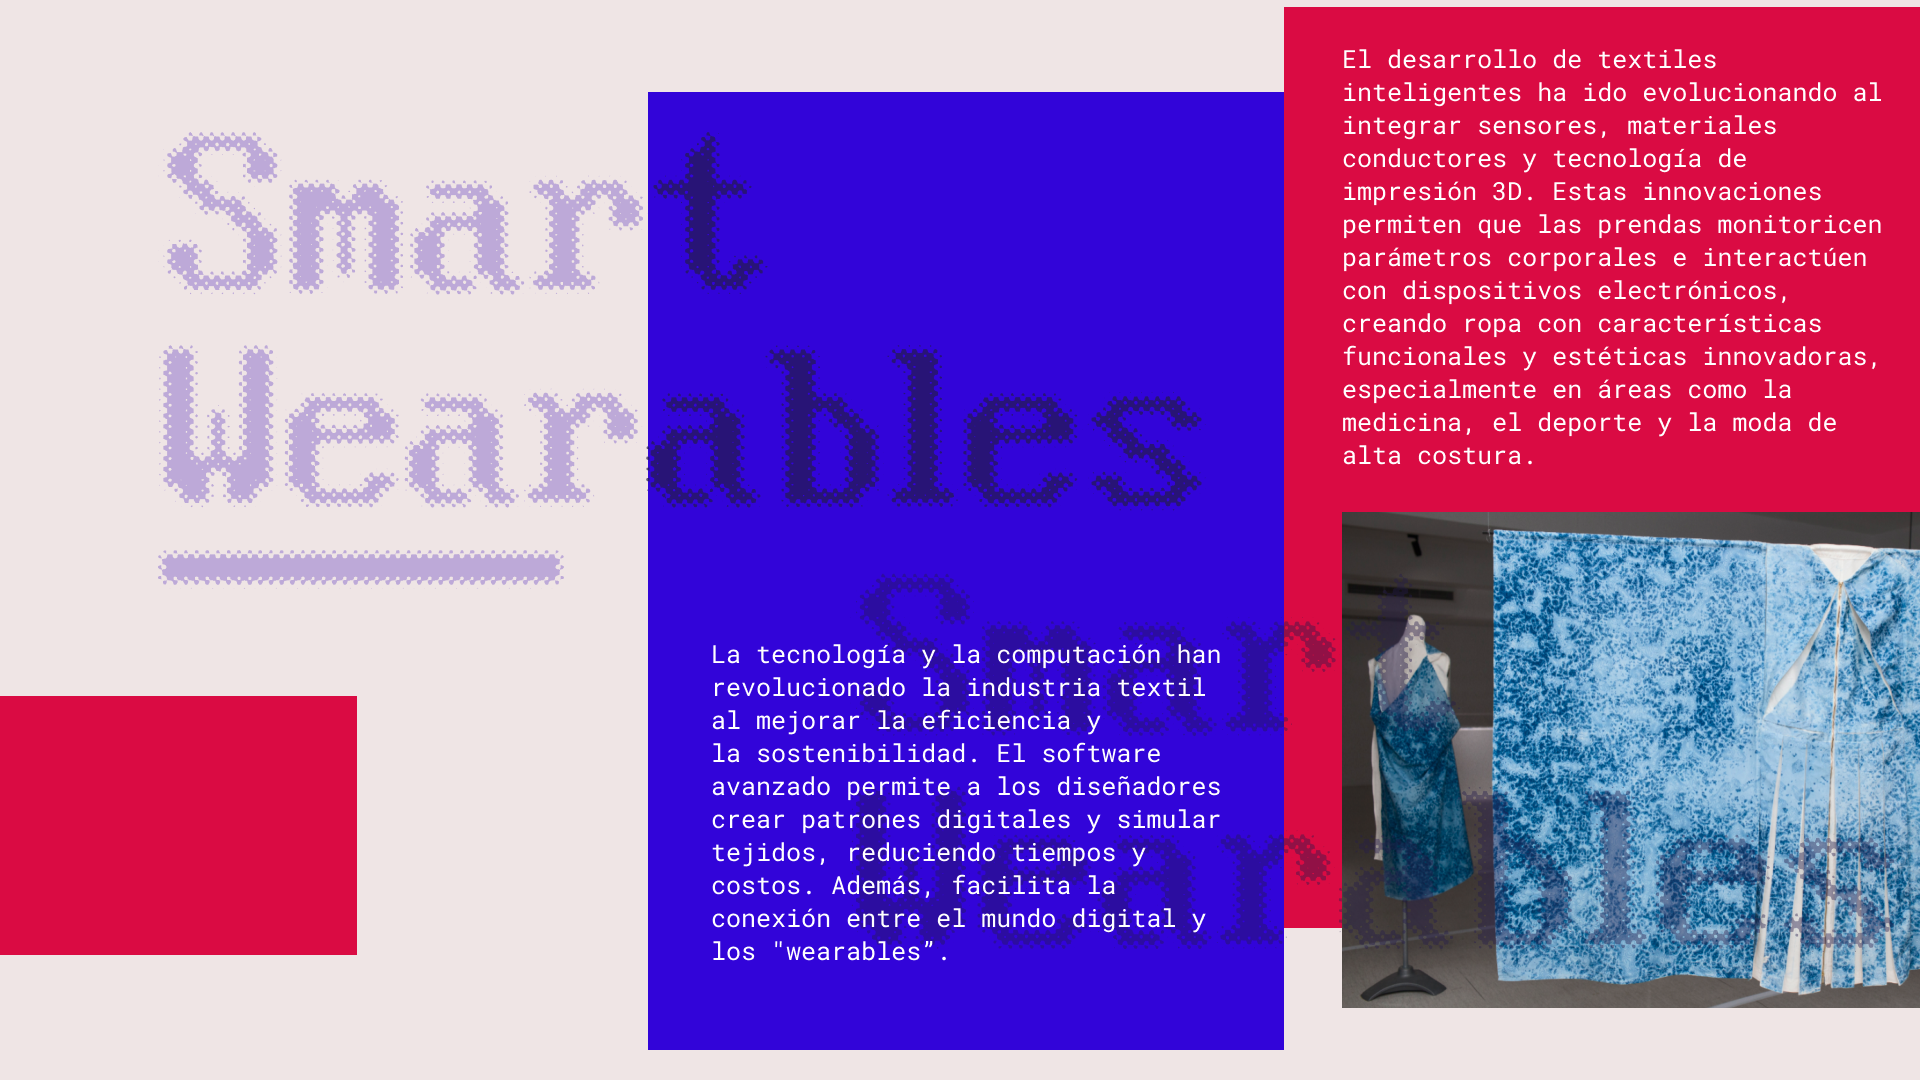 Smart
Wearables
La tecnología y la computación han
revolucionado la industria textil
al mejorar la eficiencia y
la sostenibilidad. El software
avanzado permite a los diseñadores
crear patrones digitales y simular
tejidos, reduciendo tiempos y
costos. Además, facilita la
conexión entre el mundo digital y
los "wearables”.
El desarrollo de textiles
inteligentes ha ido evolucionando al
integrar sensores, materiales
conductores y tecnología de
impresión 3D. Estas innovaciones
permiten que las prendas monitoricen
parámetros corporales e interactúen
con dispositivos electrónicos,
creando ropa con características
funcionales y estéticas innovadoras,
especialmente en áreas como la
medicina, el deporte y la moda de
alta costura.
Smart
Wearables